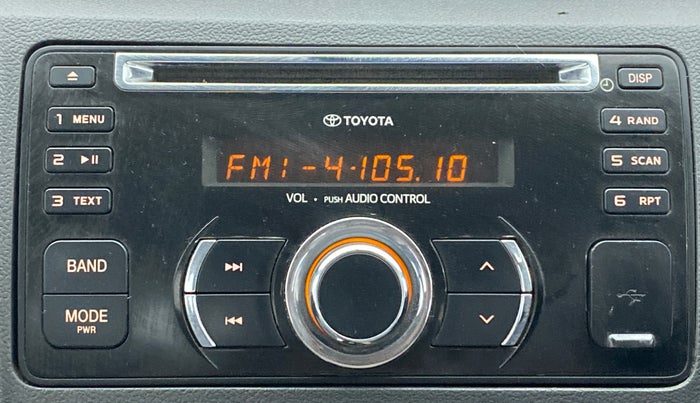 DISP
1 MENU
TOYOTA
4 RAND
FM1-4·105.10
2
5 SCAN
3 TEXT
VOL · PUSH AUDIO CONTROL
6 RPT
BAND
MODE
PWR